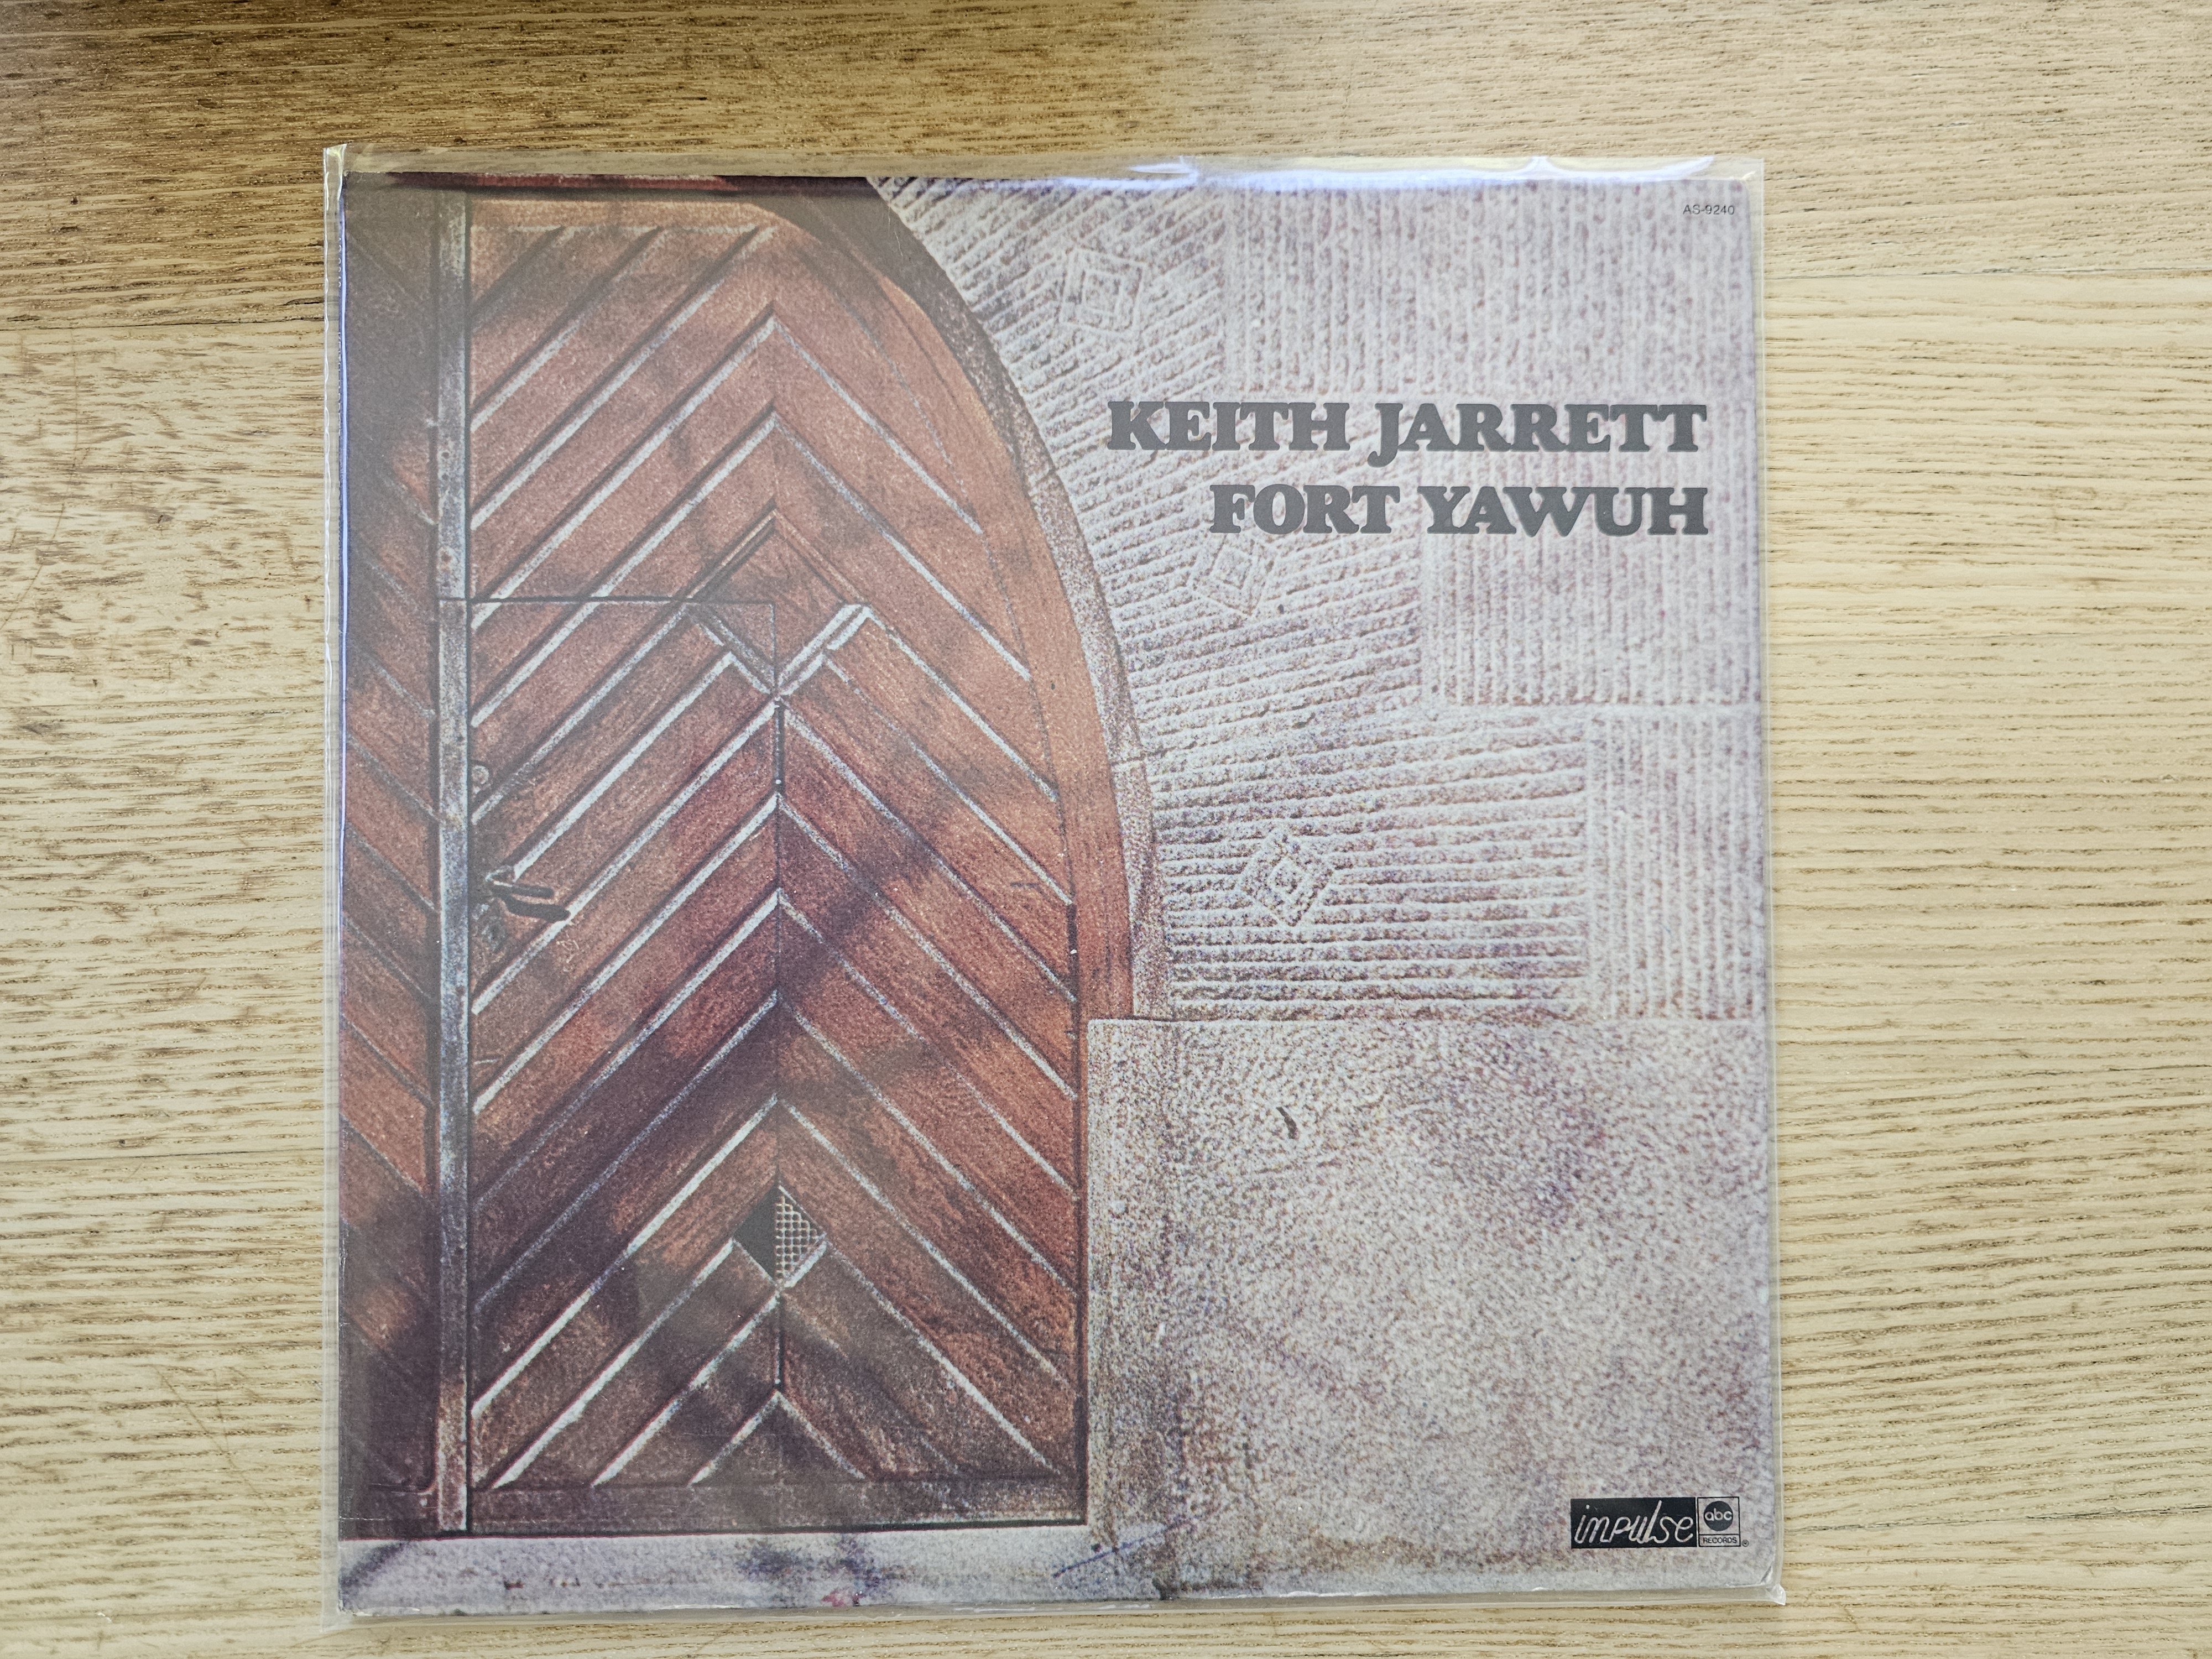 AS-9240
KEITH JARRETT
FORT YAWUH
impulse
abc
RECORDS
®